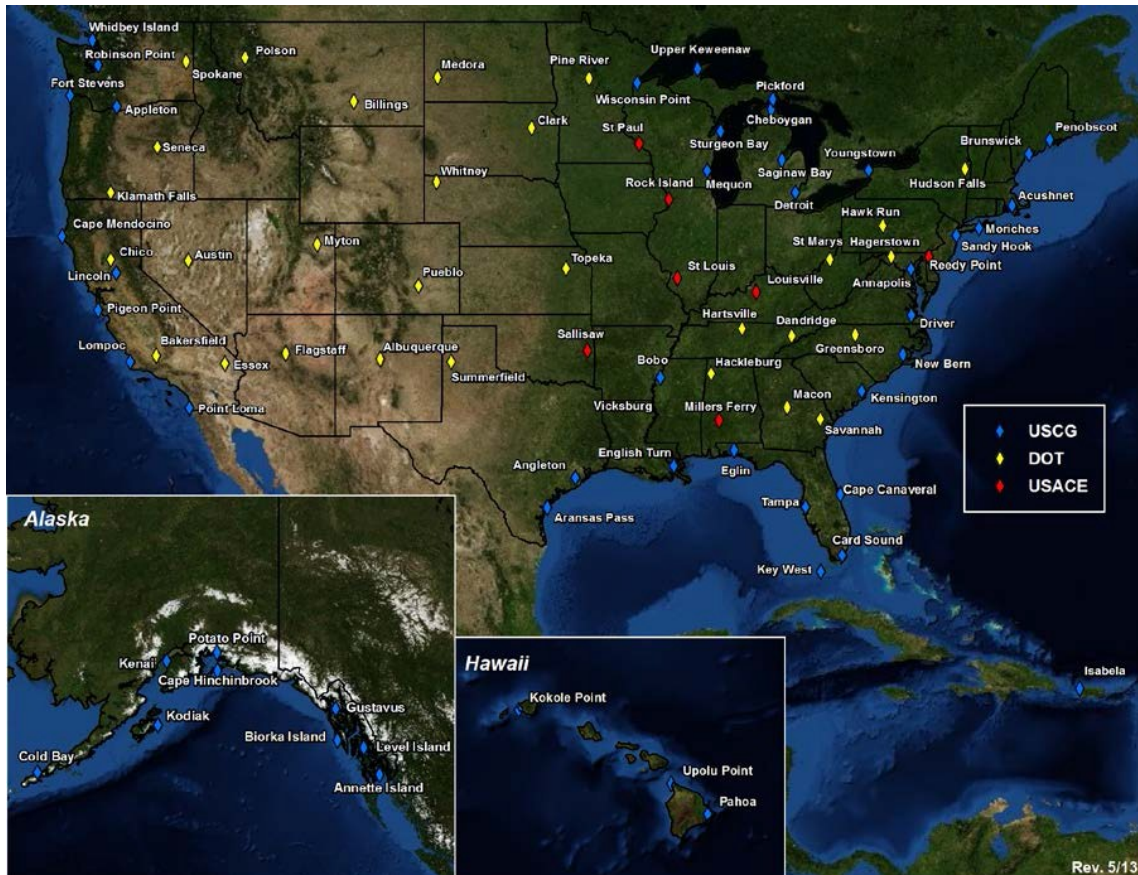 Whidbey Island
Robinson Point
Polson
Spokane
Fort Stevens
Appleton
Billings
Medora
Pine River
Upper Keweenaw
Wisconsin Point
Pickford
Cheboygan
Clark
St Paul
Sturgeon Bay
Youngstown
Brunswick
Penobscot
Seneca
Saginaw Bay
Whitney
Rock Island
Mequon
Detroit
Hudson Falls
Klamath Falls
Acushnet
Hawk Run
Cape Mendocino
Moriches
Chico
Myton
St Marys
Hagerstown
Sandy Hook
Austin
Topeka
Lincoln
Pueblo
St Louis
Louisville
Reedy Point
Annapolis
Pigeon Point
Hartsville
Dandridge
Driver
Bakersfield
Sallisaw
Greensboro
Lompoc
Flagstaff
Albuquerque
Bobo
Hackleburg
Essex
Summerfield
New Bern
Point Loma
Vicksburg
Millers Ferry
Macon
Kensington
Savannah
USCG
DOT
USACE
English Turn
Angleton
Eglin
Cape Canaveral
Tampa
Aransas Pass
Card Sound
Key West
Isabela
Alaska
Potato Point
Kenai
Cape Hinchinbrook
Gustavus
Kodiak
Biorka Island
Level Island
Cold Bay
Annette Island
Hawaii
Kokole Point
Upolu Point
Pahoa
Rev. 5/13